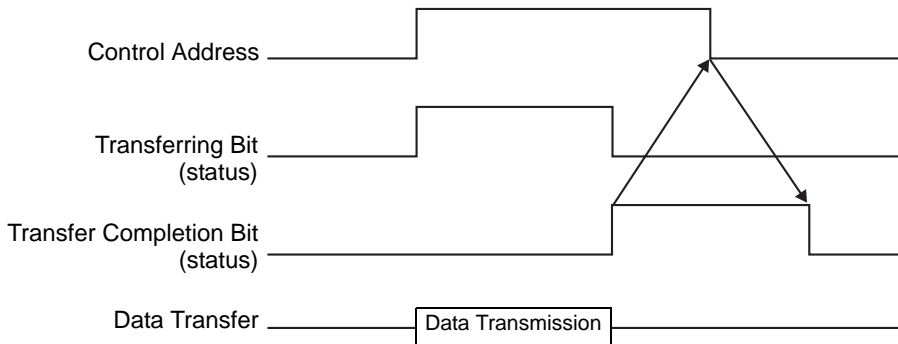 Control Address
Transferring Bit
(status)
Transfer Completion Bit
(status)
Data Transfer
Data Transmission